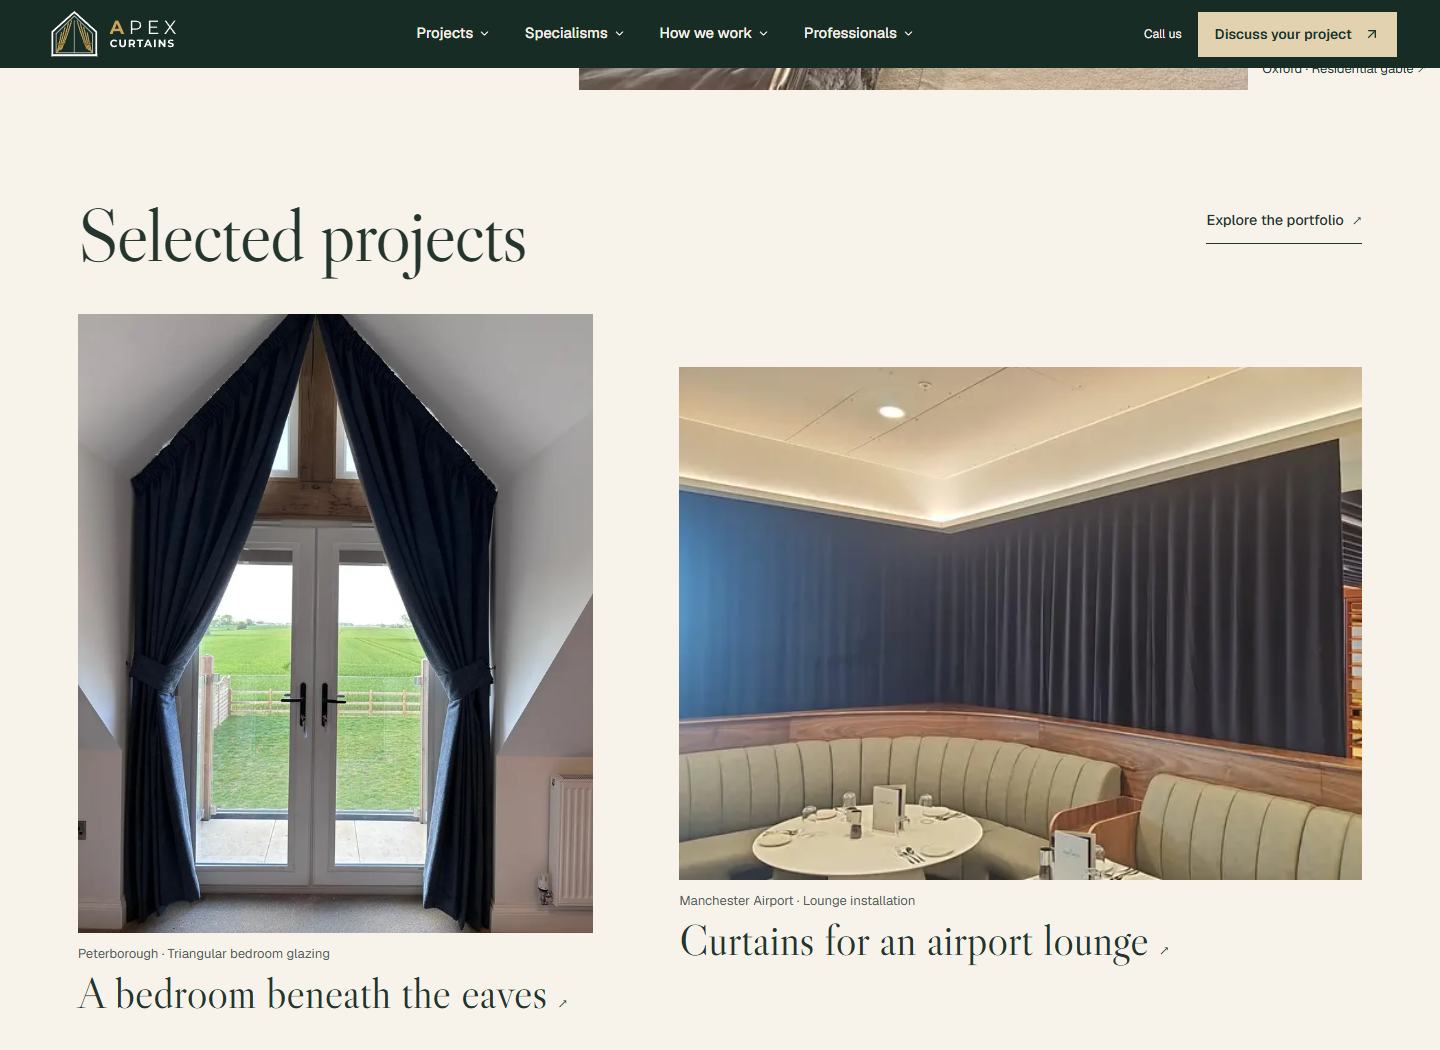 APEX
CURTAINS
Projects
Specialisms
How we work
Professionals
Call us
Discuss your project
Oxford · Residential gable
Selected projects
Explore the portfolio
Manchester Airport · Lounge installation
Curtains for an airport lounge
Peterborough · Triangular bedroom glazing
A bedroom beneath the eaves